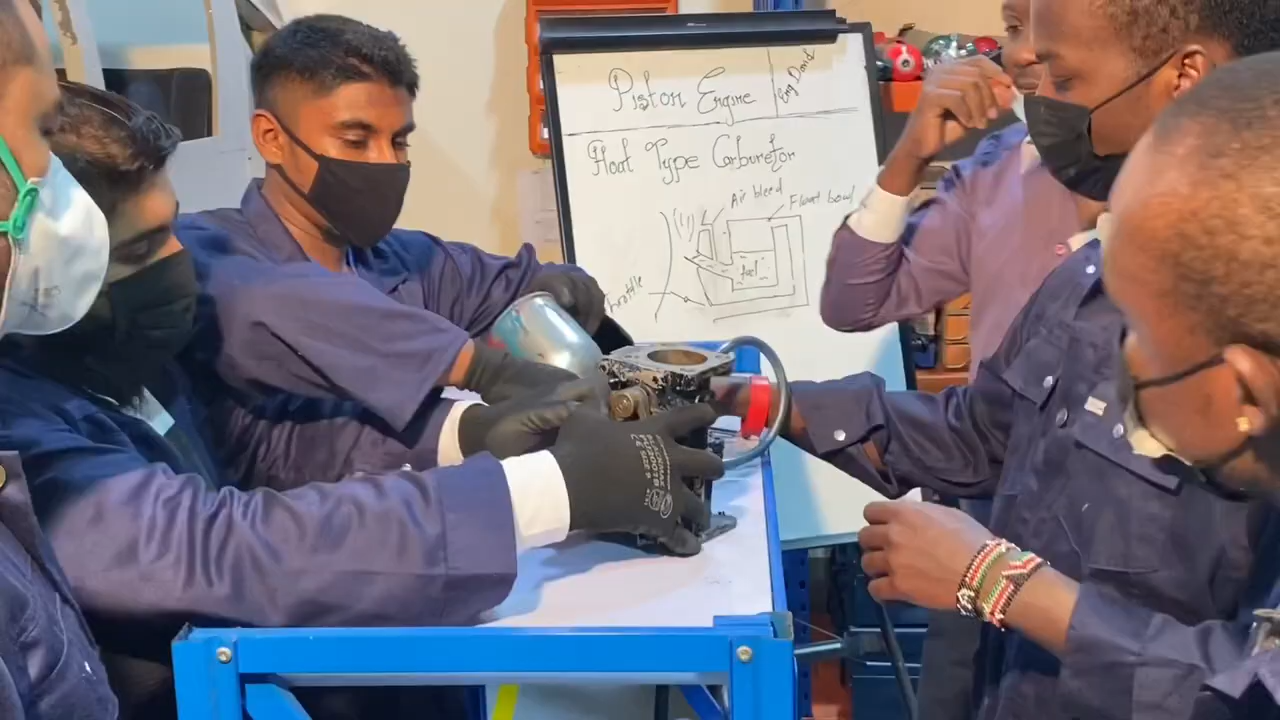 Piston Engine
Eng David
Float Type Carburetor
Air bleed
Float bowl
fuel
throttle